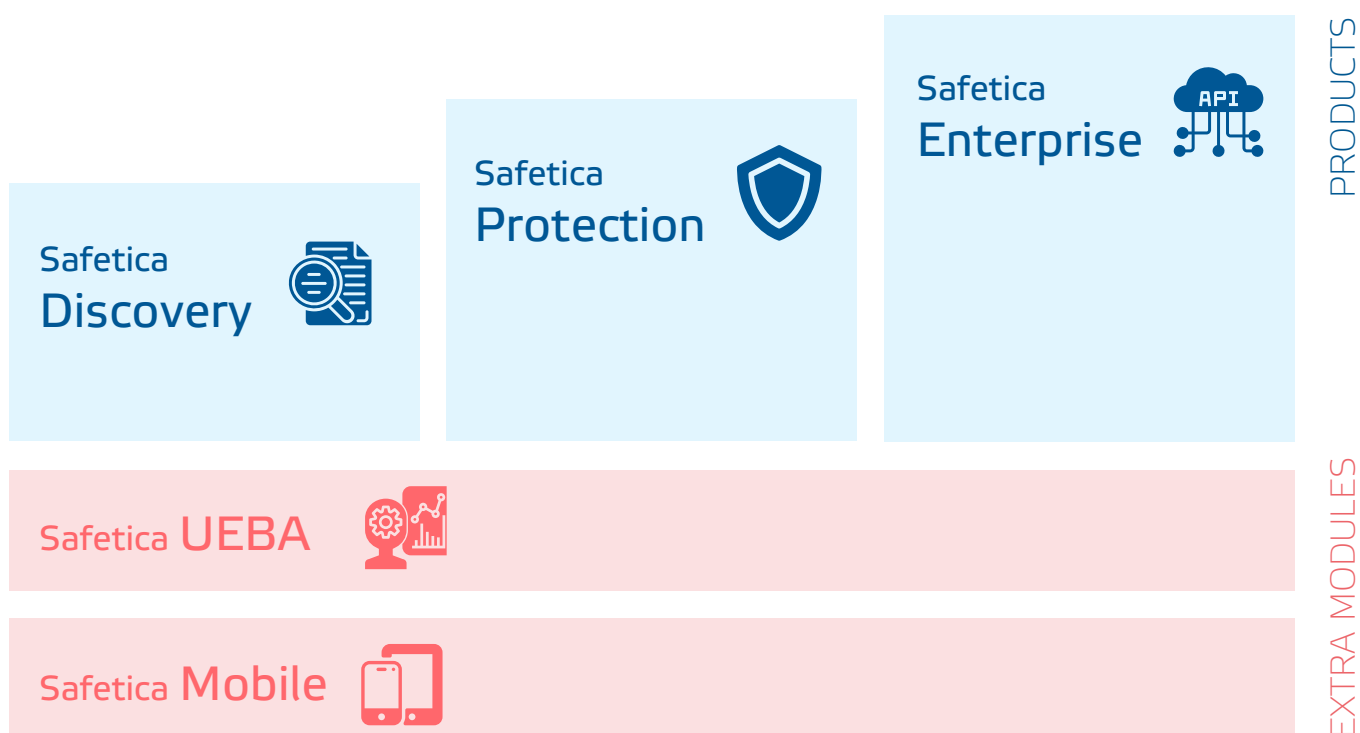 Safetica
Discovery
Safetica
Protection
Safetica
Enterprise
API
PRODUCTS
Safetica UEBA
Safetica Mobile
EXTRA MODULES